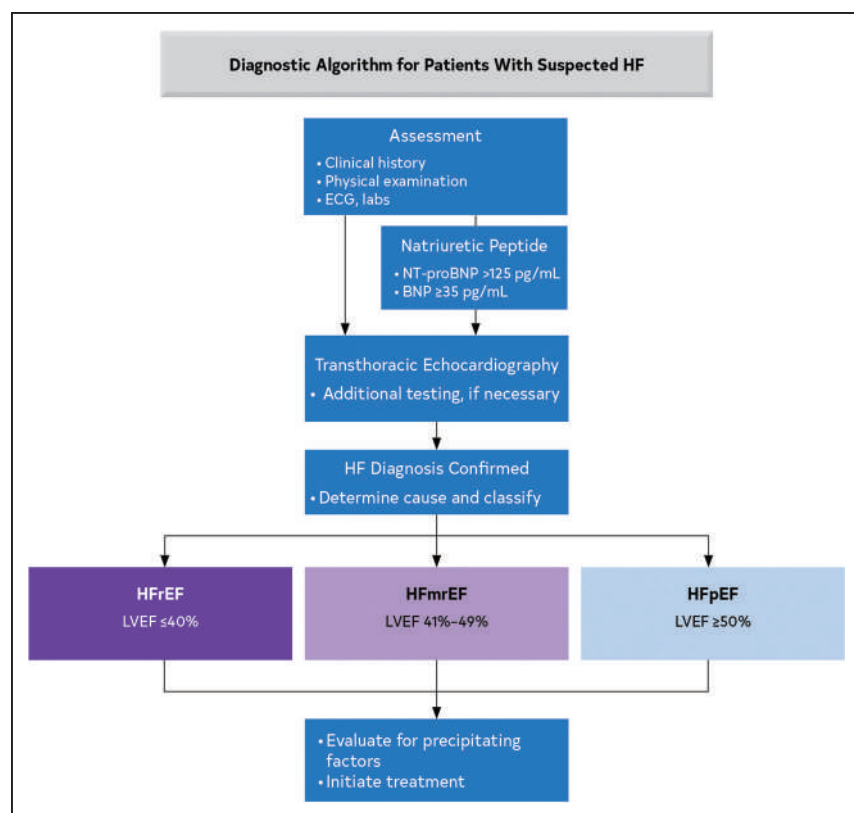 Diagnostic Algorithm for Patients With Suspected HF
Assessment
• Clinical history
• Physical examination
• ECG, labs
Natriuretic Peptide
• NT-proBNP >125 pg/mL
• BNP ≥35 pg/mL
Transthoracic Echocardiography
• Additional testing, if necessary
HF Diagnosis Confirmed
• Determine cause and classify
HFrEF
LVEF ≤40%
HFmrEF
LVEF 41%–49%
HFpEF
LVEF ≥50%
• Evaluate for precipitating
factors
• Initiate treatment